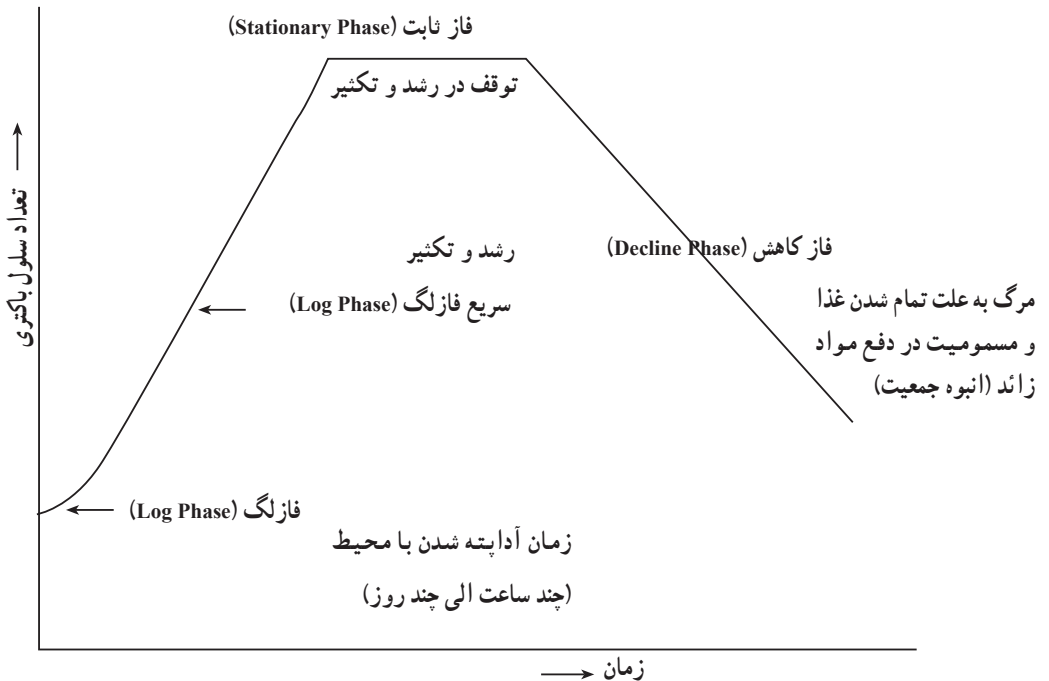 فاز ثابت (Stationary Phase)
توقف در رشد و تکثیر
تعداد سلول باکتری
رشد و تکثیر
سریع فازلگ (Log Phase)
فاز کاهش (Decline Phase)
مرگ به علت تمام شدن غذا
و مسمومیت در دفع مواد
زائد (انبوه جمعیت)
فازلگ (Log Phase)
زمان آداپته شدن با محیط
(چند ساعت الی چند روز)
زمان